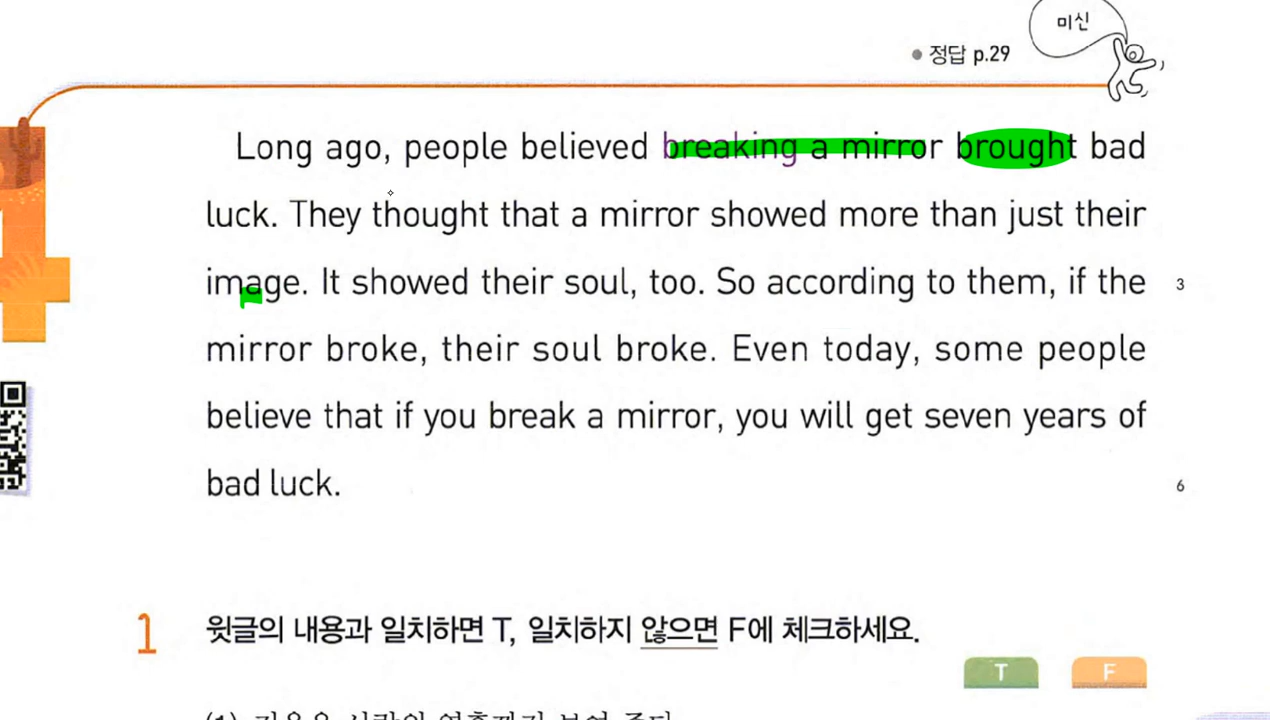 미신
● 정답 p.29
Long ago, people believed breaking a mirror brought bad
luck. They thought that a mirror showed more than just their
image. It showed their soul, too. So according to them, if the
3
mirror broke, their soul broke. Even today, some people
believe that if you break a mirror, you will get seven years of
bad luck.
6
1 윗글의 내용과 일치하면 T, 일치하지 않으면 F에 체크하세요.
T F